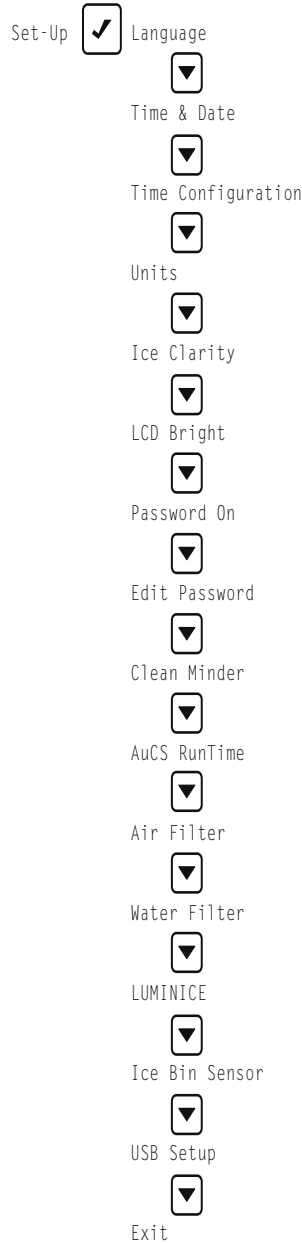 Set-Up Language
Time & Date
Time Configuration
Units
Ice Clarity
LCD Bright
Password On
Edit Password
Clean Minder
AuCS RunTime
Air Filter
Water Filter
LUMINICE
Ice Bin Sensor
USB Setup
Exit